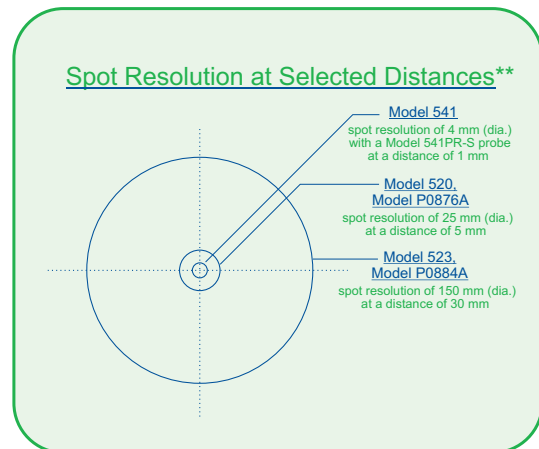 Spot Resolution at Selected Distances**
Model 541
spot resolution of 4 mm (dia.)
with a Model 541PR-S probe
at a distance of 1 mm
Model 520,
Model P0876A
spot resolution of 25 mm (dia.)
at a distance of 5 mm
Model 523,
Model P0884A
spot resolution of 150 mm (dia.)
at a distance of 30 mm